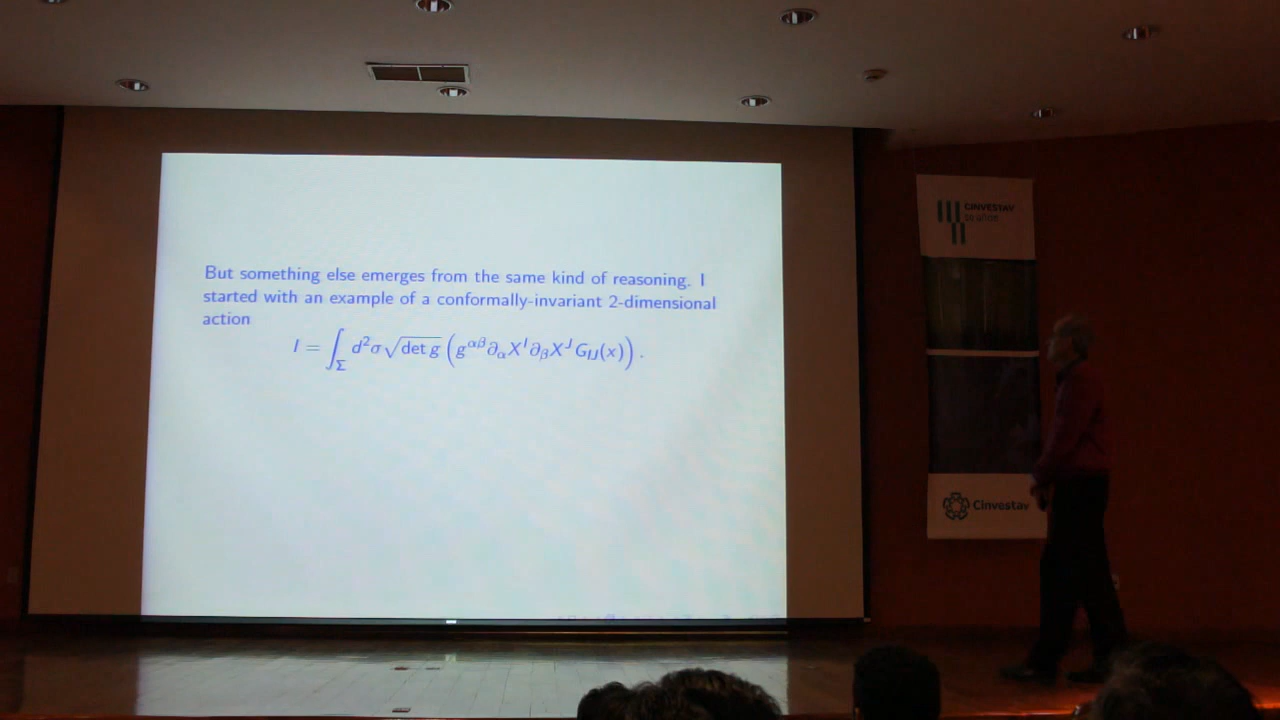 But something else emerges from the same kind of reasoning. I
started with an example of a conformally-invariant 2-dimensional
action
I = ∫_Σ d²σ √det g ( g^{αβ} ∂_α X^I ∂_β X^J G_{IJ}(x) ) .
CINVESTAV
Cinvestav